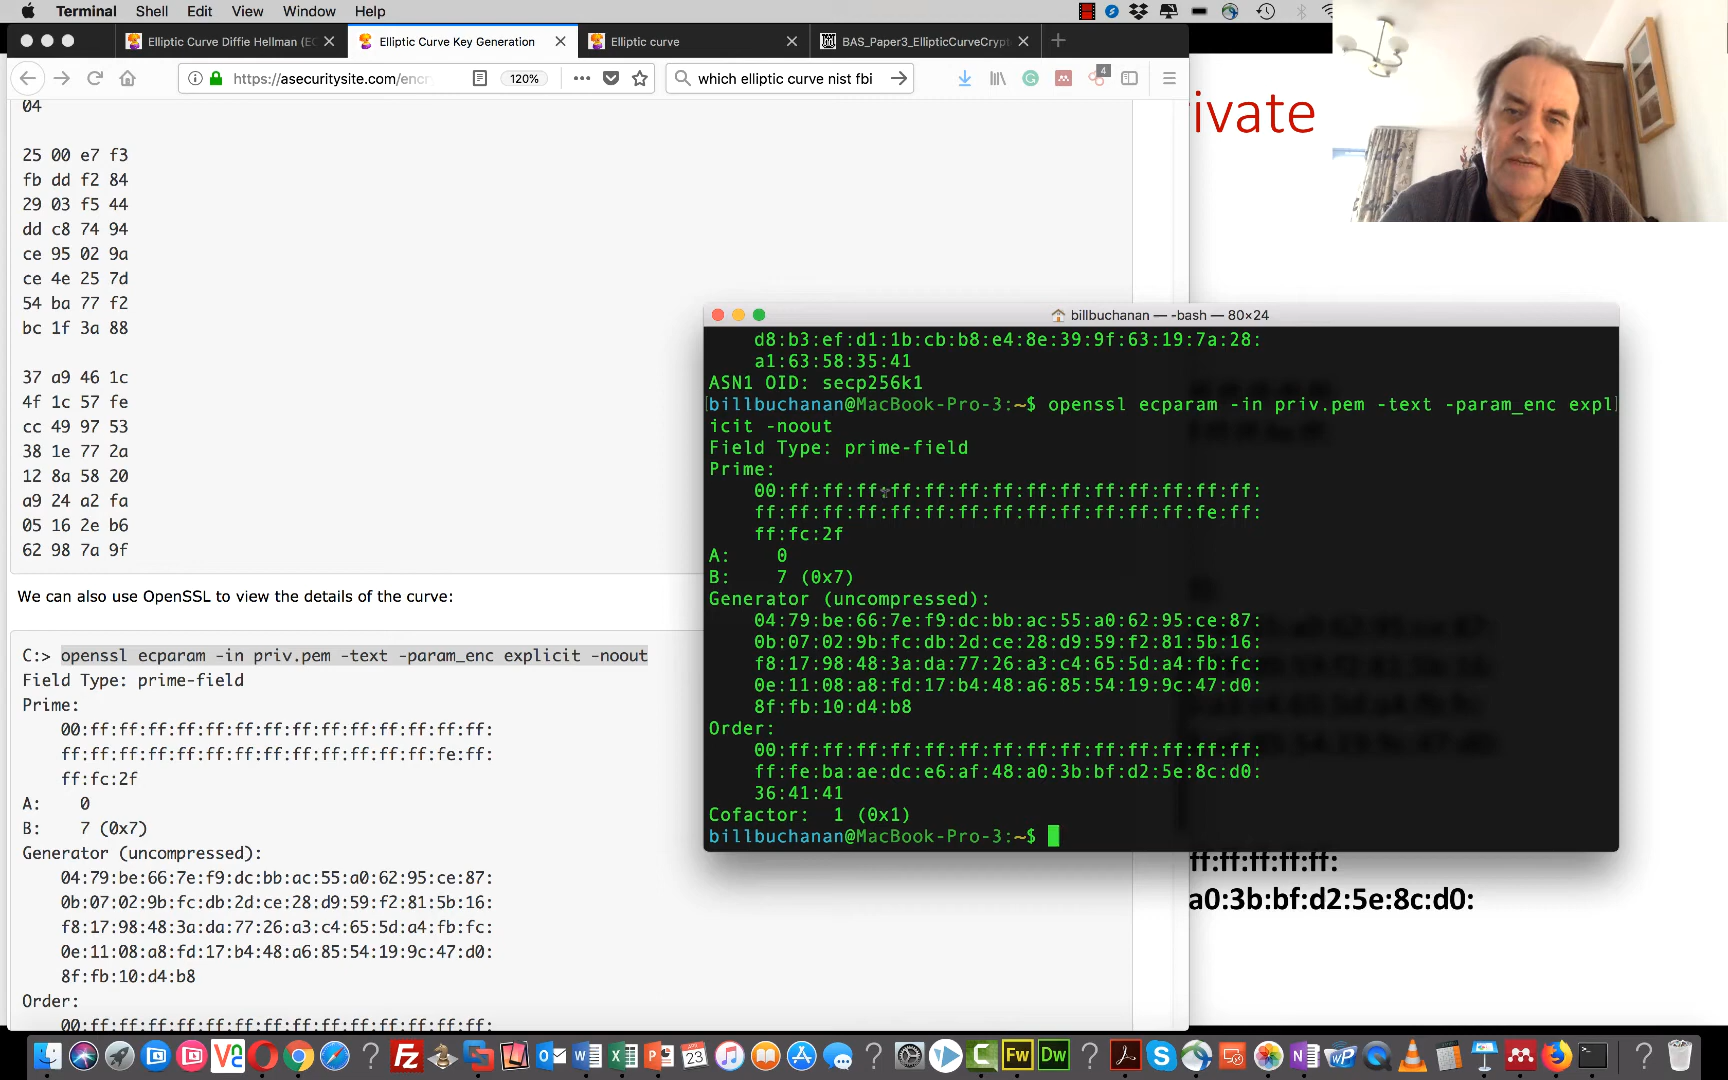 Terminal Shell Edit View Window Help
Elliptic Curve Diffie Hellman (EC
Elliptic Curve Key Generation
Elliptic curve
BAS_Paper3_EllipticCurveCrypt
https://asecuritysite.com/encr
120%
which elliptic curve nist fbi
4
04
25 00 e7 f3
fb dd f2 84
29 03 f5 44
dd c8 74 94
ce 95 02 9a
ce 4e 25 7d
54 ba 77 f2
bc 1f 3a 88
37 a9 46 1c
4f 1c 57 fe
cc 49 97 53
38 1e 77 2a
12 8a 58 20
a9 24 a2 fa
05 16 2e b6
62 98 7a 9f
We can also use OpenSSL to view the details of the curve:
C:> openssl ecparam -in priv.pem -text -param_enc explicit -noout
Field Type: prime-field
Prime:
00:ff:ff:ff:ff:ff:ff:ff:ff:ff:ff:ff:ff:ff:ff:
ff:ff:ff:ff:ff:ff:ff:ff:ff:ff:ff:ff:ff:fe:ff:
ff:fc:2f
A: 0
B: 7 (0x7)
Generator (uncompressed):
04:79:be:66:7e:f9:dc:bb:ac:55:a0:62:95:ce:87:
0b:07:02:9b:fc:db:2d:ce:28:d9:59:f2:81:5b:16:
f8:17:98:48:3a:da:77:26:a3:c4:65:5d:a4:fb:fc:
0e:11:08:a8:fd:17:b4:48:a6:85:54:19:9c:47:d0:
8f:fb:10:d4:b8
Order:
00:ff:ff:ff:ff:ff:ff:ff:ff:ff:ff:ff:ff:ff:ff:
billbuchanan — -bash — 80×24
d8:b3:ef:d1:1b:cb:b8:e4:8e:39:9f:63:19:7a:28:
a1:63:58:35:41
ASN1 OID: secp256k1
billbuchanan@MacBook-Pro-3:~$ openssl ecparam -in priv.pem -text -param_enc expl
icit -noout
Field Type: prime-field
Prime:
00:ff:ff:ff:ff:ff:ff:ff:ff:ff:ff:ff:ff:ff:ff:
ff:ff:ff:ff:ff:ff:ff:ff:ff:ff:ff:ff:ff:fe:ff:
ff:fc:2f
A: 0
B: 7 (0x7)
Generator (uncompressed):
04:79:be:66:7e:f9:dc:bb:ac:55:a0:62:95:ce:87:
0b:07:02:9b:fc:db:2d:ce:28:d9:59:f2:81:5b:16:
f8:17:98:48:3a:da:77:26:a3:c4:65:5d:a4:fb:fc:
0e:11:08:a8:fd:17:b4:48:a6:85:54:19:9c:47:d0:
8f:fb:10:d4:b8
Order:
00:ff:ff:ff:ff:ff:ff:ff:ff:ff:ff:ff:ff:ff:ff:
ff:fe:ba:ae:dc:e6:af:48:a0:3b:bf:d2:5e:8c:d0:
36:41:41
Cofactor: 1 (0x1)
billbuchanan@MacBook-Pro-3:~$
ivate
ff:ff:ff:ff:ff:
a0:3b:bf:d2:5e:8c:d0: